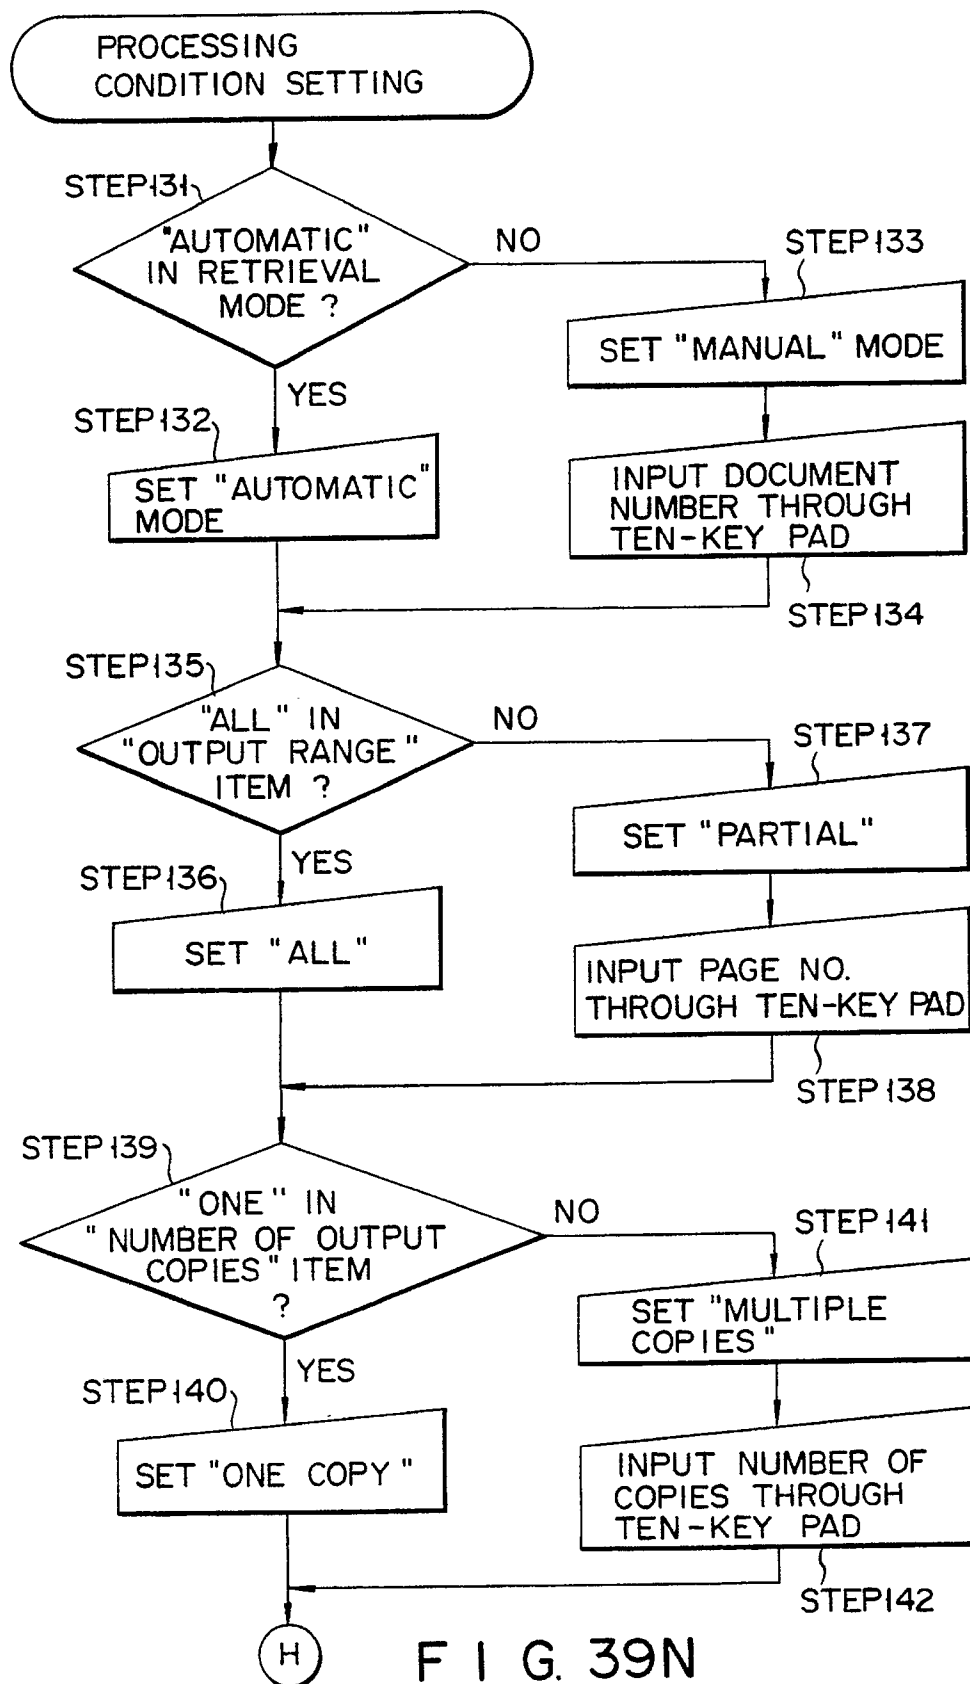 PROCESSING
CONDITION SETTING
STEP131
"AUTOMATIC"
IN RETRIEVAL
MODE ?
NO
STEP133
SET "MANUAL" MODE
YES
STEP132
SET "AUTOMATIC"
MODE
INPUT DOCUMENT
NUMBER THROUGH
TEN-KEY PAD
STEP134
STEP135
"ALL" IN
"OUTPUT RANGE"
ITEM ?
NO
STEP137
SET "PARTIAL"
YES
STEP136
SET "ALL"
INPUT PAGE NO.
THROUGH TEN-KEY PAD
STEP138
STEP139
"ONE" IN
"NUMBER OF OUTPUT
COPIES" ITEM
?
NO
STEP141
SET "MULTIPLE
COPIES"
YES
STEP140
SET "ONE COPY"
INPUT NUMBER OF
COPIES THROUGH
TEN-KEY PAD
STEP142
H
FIG. 39N